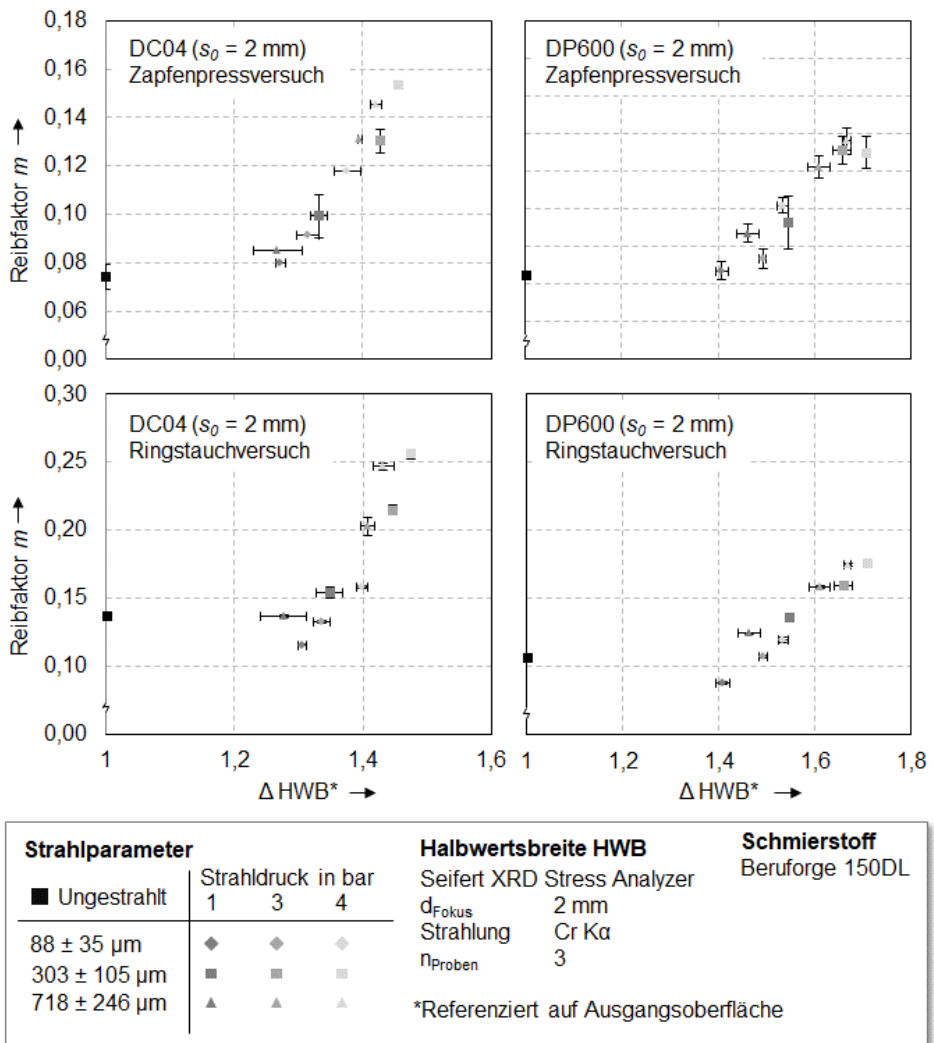 0,18
0,16
0,14
0,12
0,10
0,08
0,06
0,00
Reibfaktor m
DC04 (s0 = 2 mm)
Zapfenpressversuch
DP600 (s0 = 2 mm)
Zapfenpressversuch
0,30
0,25
0,20
0,15
0,10
0,00
Reibfaktor m
DC04 (s0 = 2 mm)
Ringstauchversuch
DP600 (s0 = 2 mm)
Ringstauchversuch
1 1,2 1,4 1,6
Δ HWB*
1 1,4 1,6 1,8
Δ HWB*
Strahlparameter
Ungestrahlt
Strahldruck in bar
1 3 4
88 ± 35 µm
303 ± 105 µm
718 ± 246 µm
Halbwertsbreite HWB
Seifert XRD Stress Analyzer
dFokus 2 mm
Strahlung Cr Kα
nProben 3
*Referenziert auf Ausgangsoberfläche
Schmierstoff
Beruforge 150DL